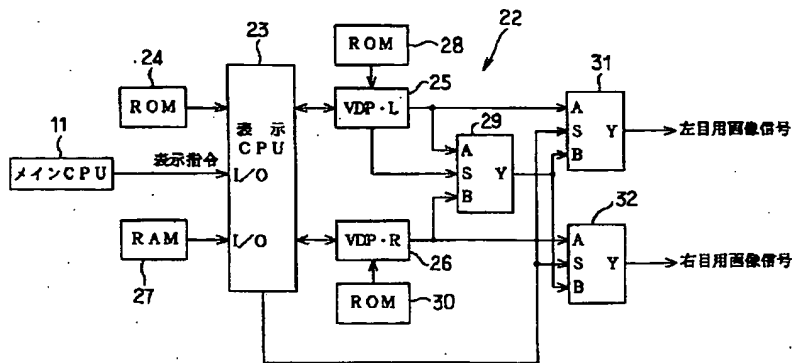 22
23
ROM
28
24
25
31
ROM
表 示
CPU
VDP・L
29
A
S
B
Y
左目用画像信号
11
表示指令
メインCPU
I/O
A
S
B
Y
32
RAM
I/O
VDP・R
A
S
B
Y
右目用画像信号
27
26
ROM
30